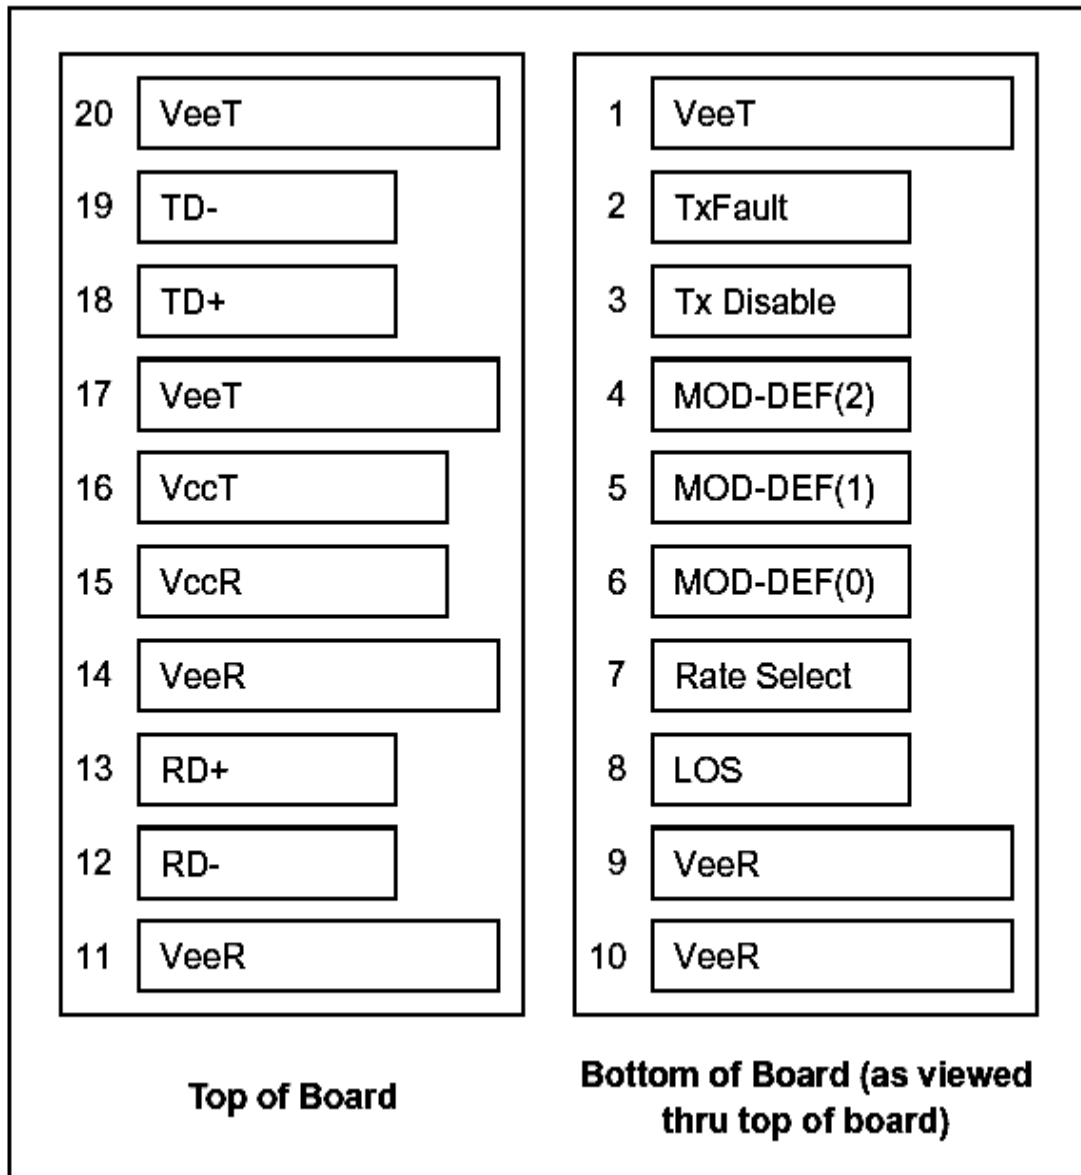 20 VeeT
19 TD-
18 TD+
17 VeeT
16 VccT
15 VccR
14 VeeR
13 RD+
12 RD-
11 VeeR
Top of Board
1 VeeT
2 TxFault
3 Tx Disable
4 MOD-DEF(2)
5 MOD-DEF(1)
6 MOD-DEF(0)
7 Rate Select
8 LOS
9 VeeR
10 VeeR
Bottom of Board (as viewed
thru top of board)